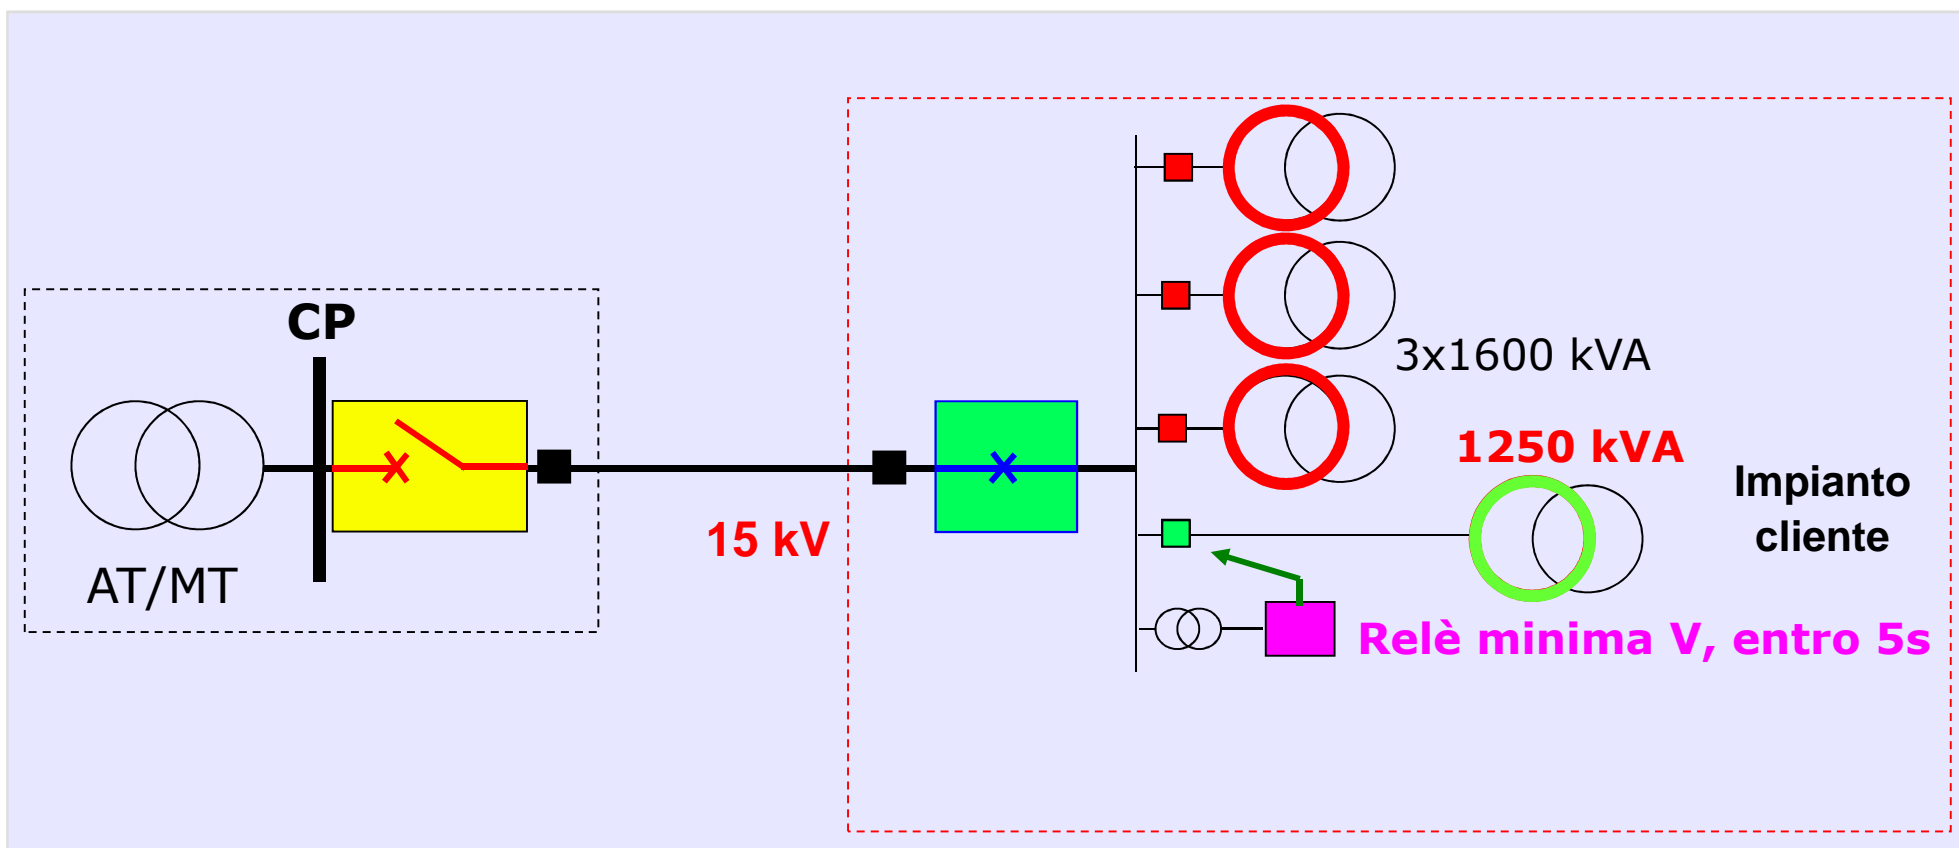 CP
AT/MT
15 kV
3x1600 kVA
1250 kVA
Impianto
cliente
Relè minima V, entro 5s